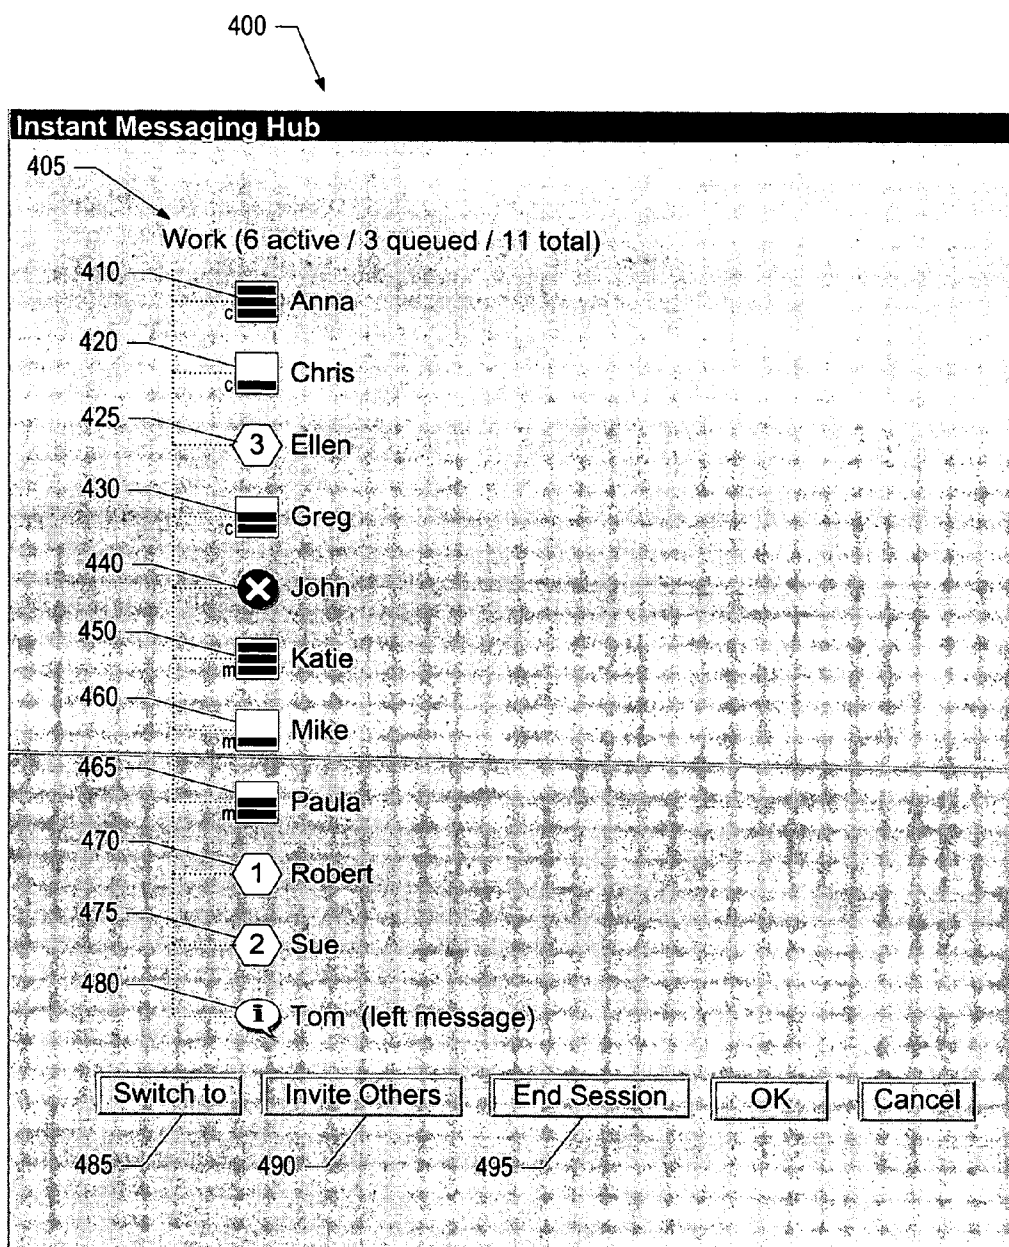 400
Instant Messaging Hub
405
Work (6 active / 3 queued / 11 total)
410
c Anna
420
c Chris
425
3 Ellen
430
c Greg
440
John
450
m Katie
460
m Mike
465
m Paula
470
1 Robert
475
2 Sue
480
i Tom (left message)
Switch to Invite Others End Session OK Cancel
485 490 495